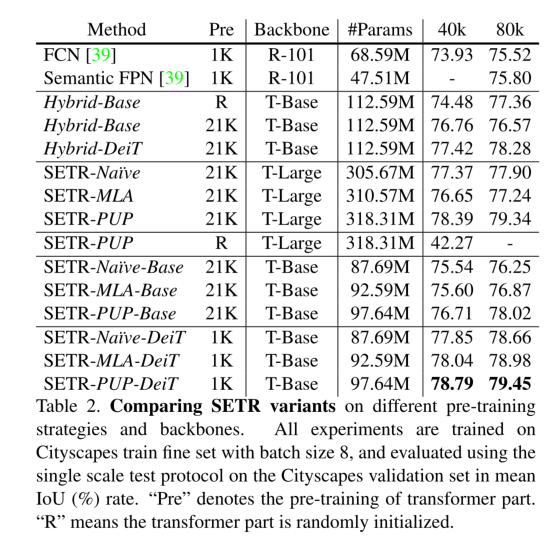 Method Pre Backbone #Params 40k 80k
FCN [39] 1K R-101 68.59M 73.93 75.52
Semantic FPN [39] 1K R-101 47.51M - 75.80
Hybrid-Base R T-Base 112.59M 74.48 77.36
Hybrid-Base 21K T-Base 112.59M 76.76 76.57
Hybrid-DeiT 21K T-Base 112.59M 77.42 78.28
SETR-Naïve 21K T-Large 305.67M 77.37 77.90
SETR-MLA 21K T-Large 310.57M 76.65 77.24
SETR-PUP 21K T-Large 318.31M 78.39 79.34
SETR-PUP R T-Large 318.31M 42.27 -
SETR-Naïve-Base 21K T-Base 87.69M 75.54 76.25
SETR-MLA-Base 21K T-Base 92.59M 75.60 76.87
SETR-PUP-Base 21K T-Base 97.64M 76.71 78.02
SETR-Naïve-DeiT 1K T-Base 87.69M 77.85 78.66
SETR-MLA-DeiT 1K T-Base 92.59M 78.04 78.98
SETR-PUP-DeiT 1K T-Base 97.64M 78.79 79.45
Table 2. Comparing SETR variants on different pre-training
strategies and backbones. All experiments are trained on
Cityscapes train fine set with batch size 8, and evaluated using the
single scale test protocol on the Cityscapes validation set in mean
IoU (%) rate. “Pre” denotes the pre-training of transformer part.
“R” means the transformer part is randomly initialized.